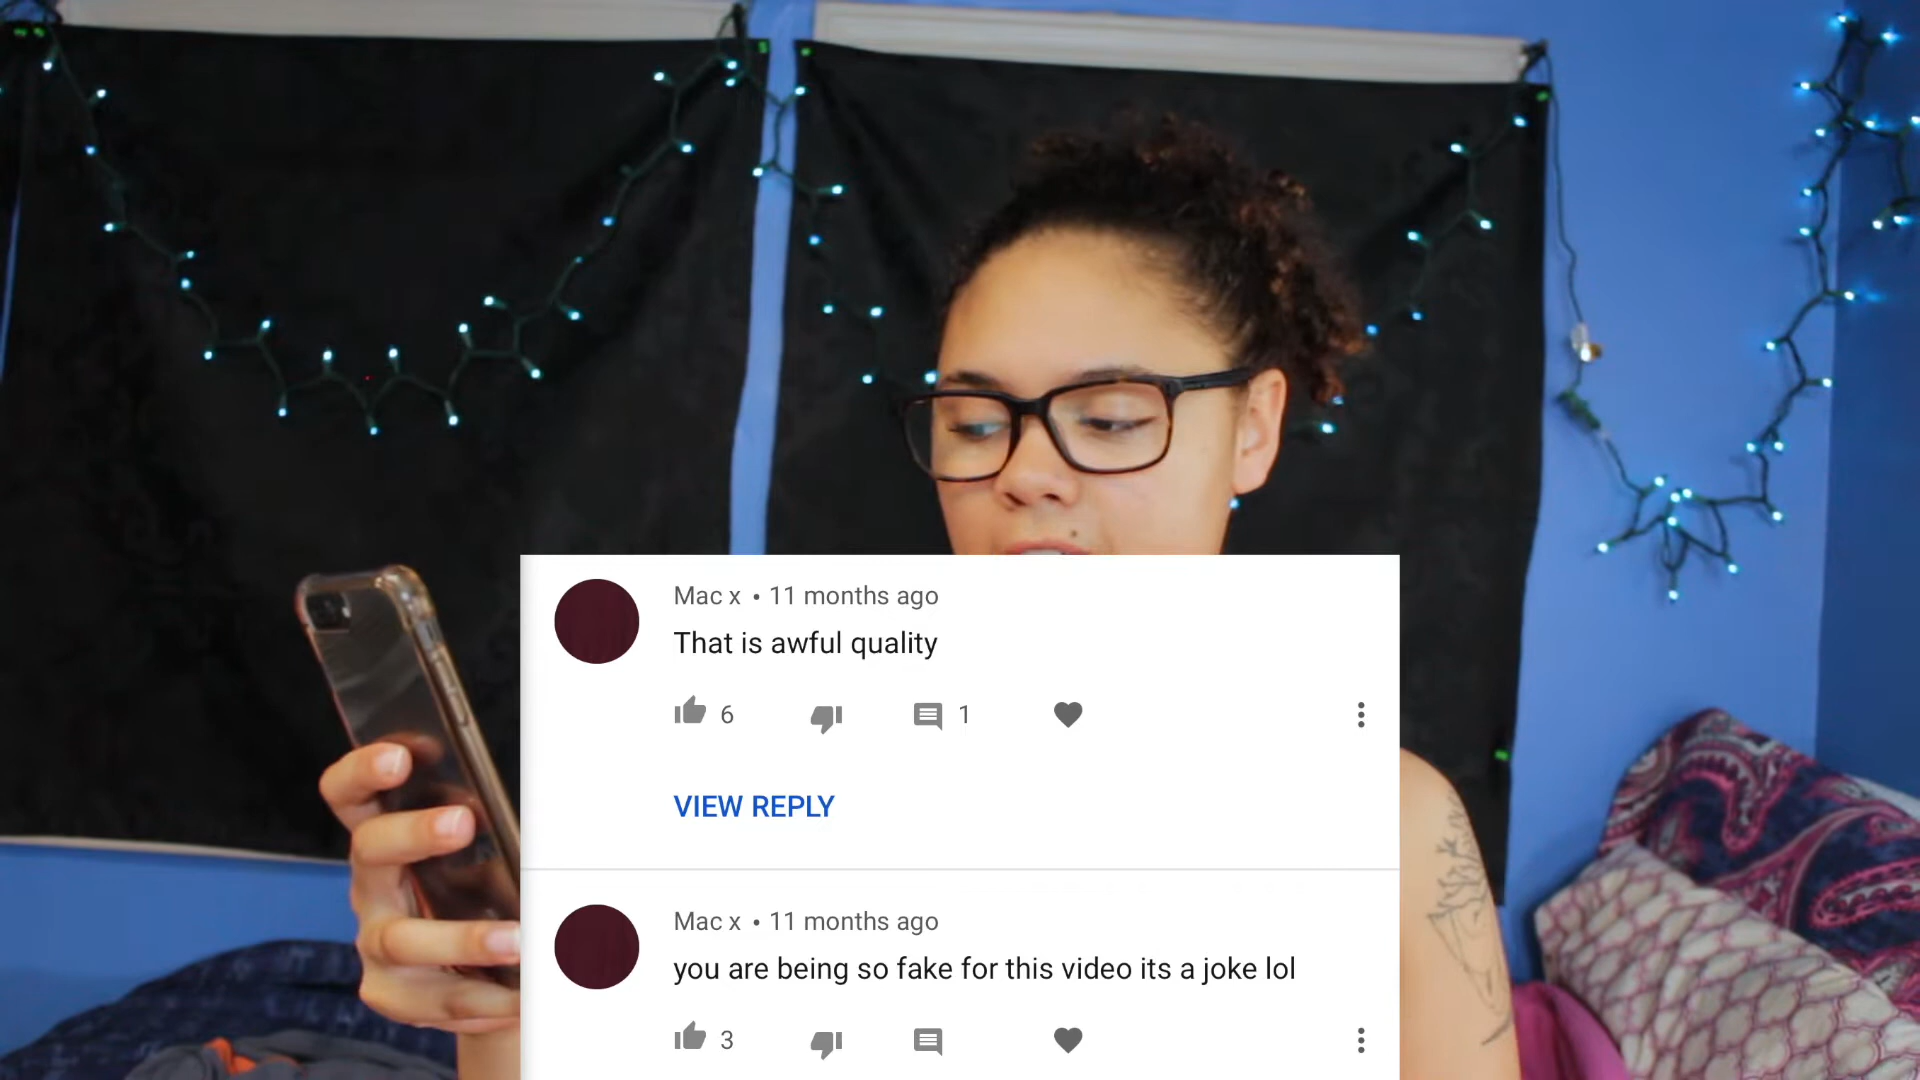 Mac x • 11 months ago
That is awful quality
6 1
VIEW REPLY
Mac x • 11 months ago
you are being so fake for this video its a joke lol
3